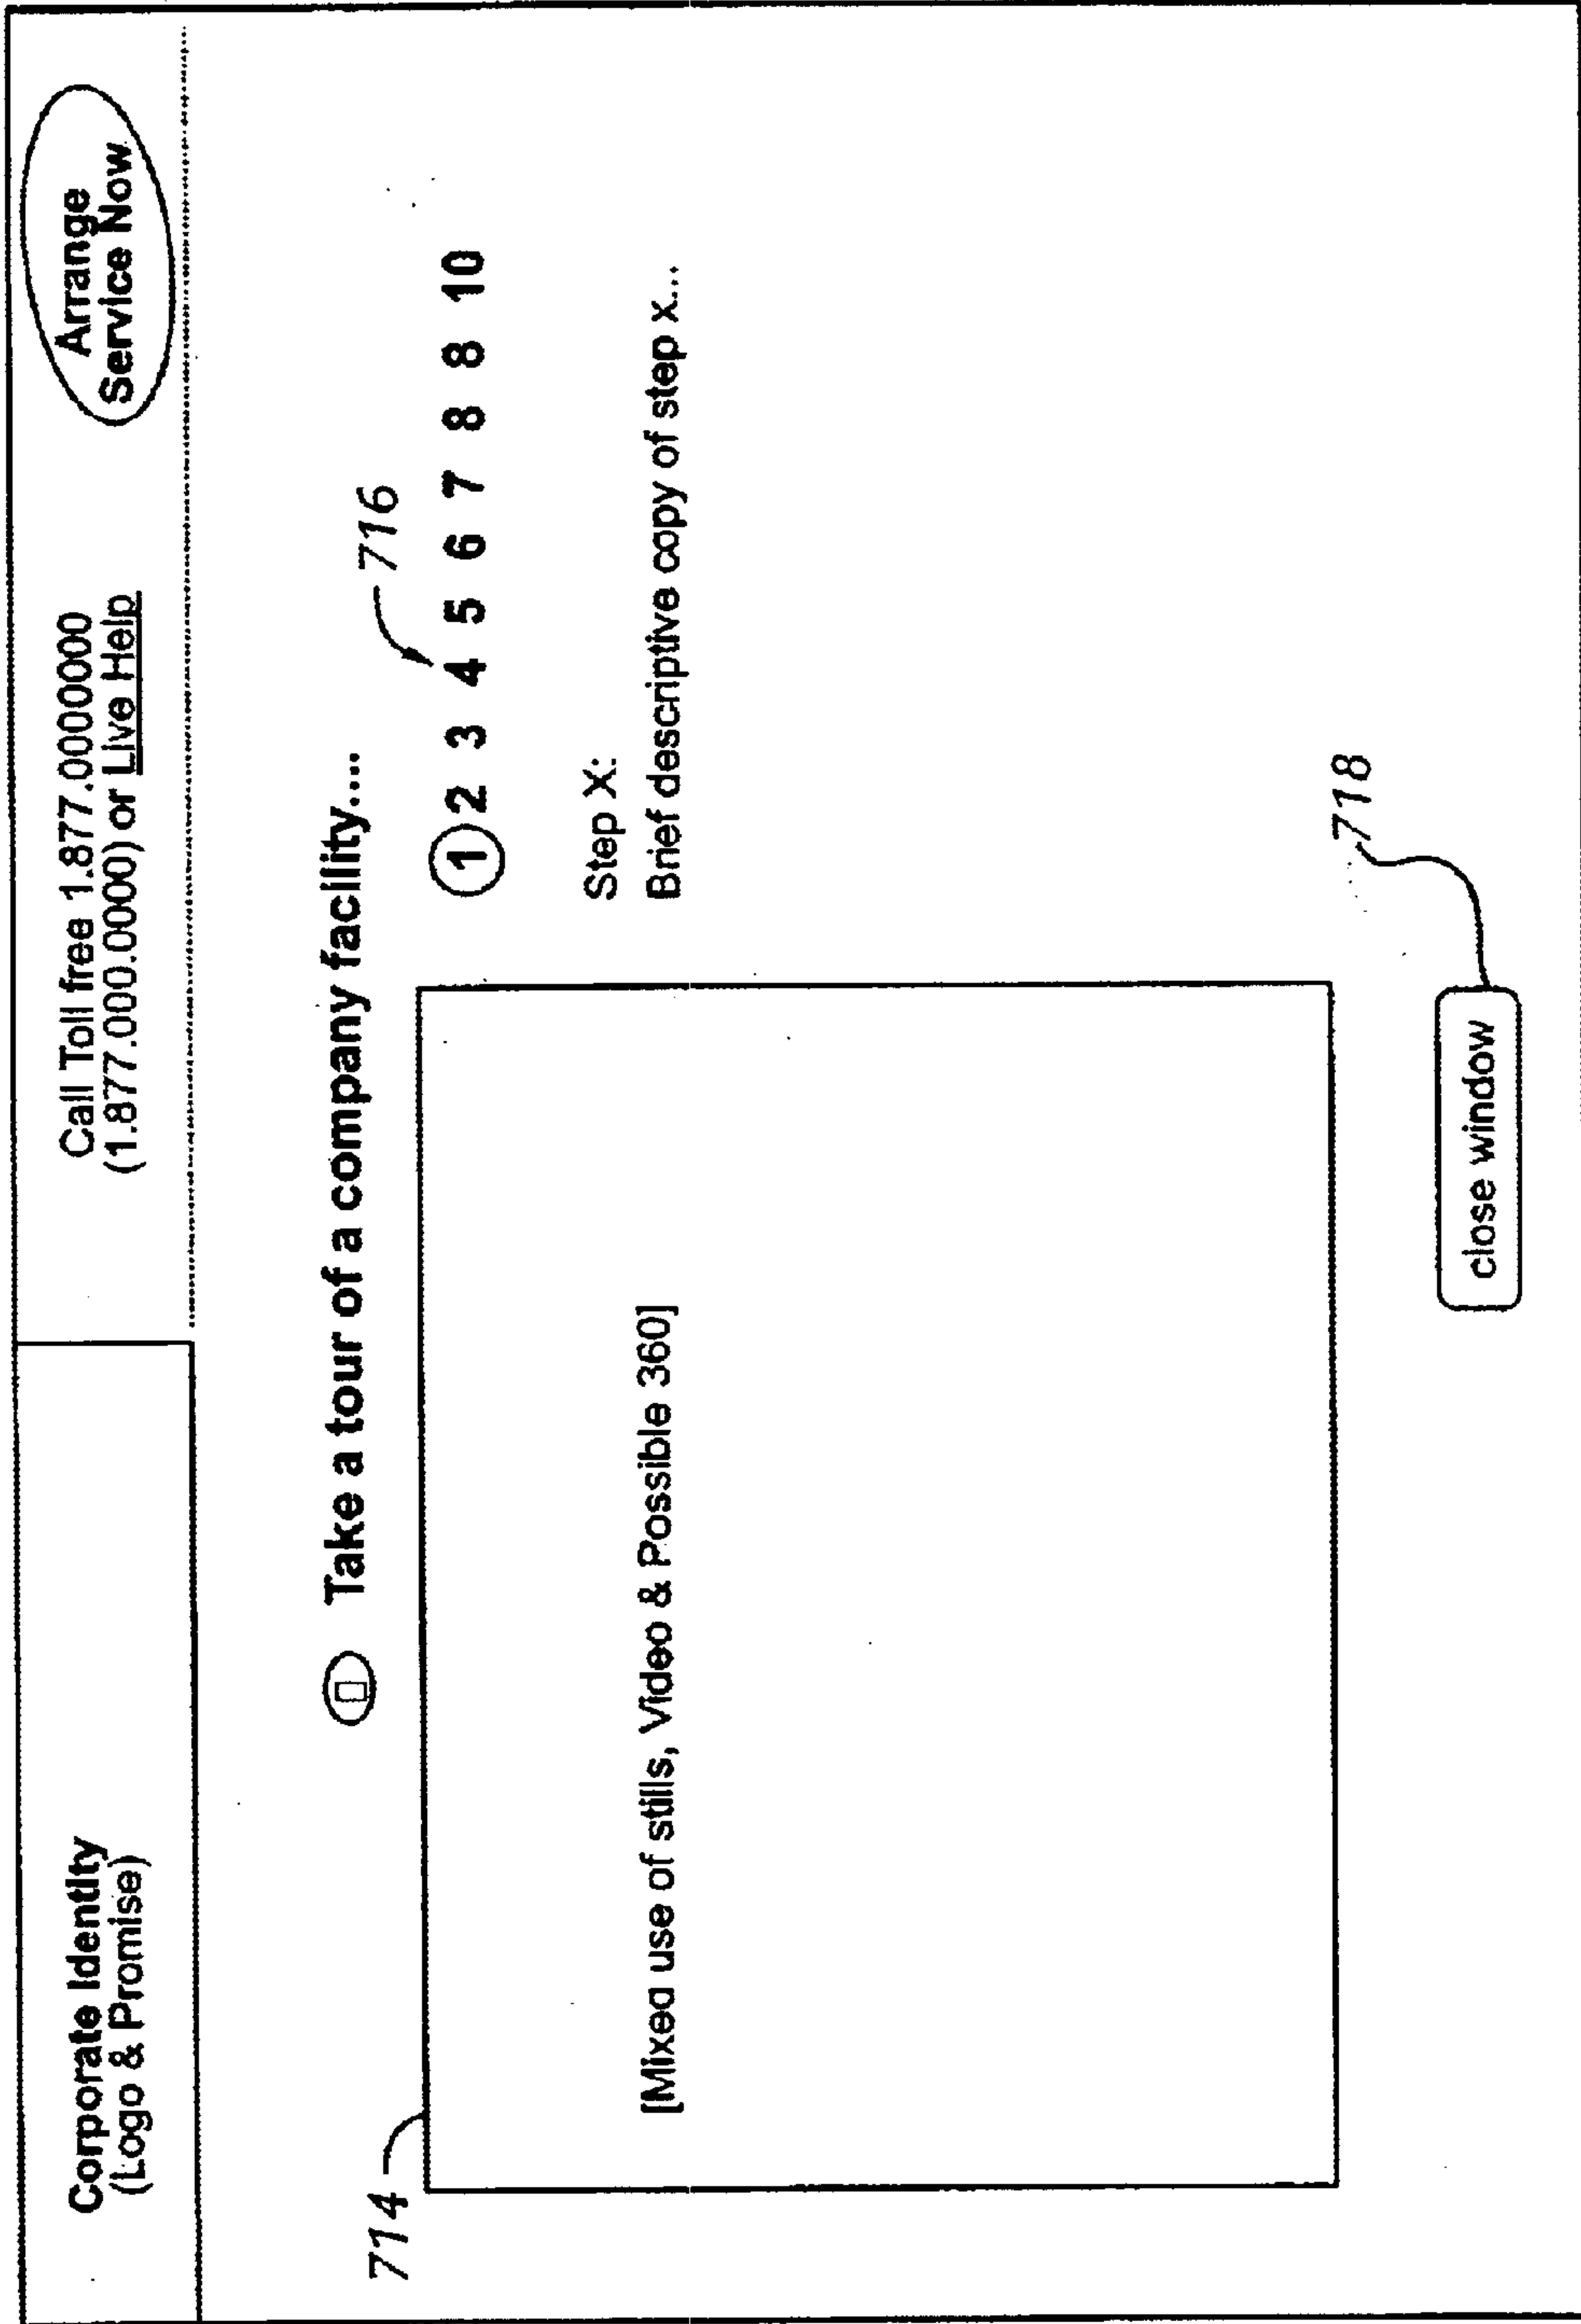 Corporate Identity
(Logo & Promise)
Call Toll free 1.877.0000000
(1.877.000.0000) or Live Help
Arrange
Service Now
Take a tour of a company facility....
714
716
1 2 3 4 5 6 7 8 8 10
[Mixed use of stills, Video & Possible 360]
Step X:
Brief descriptive copy of step x...
718
close window